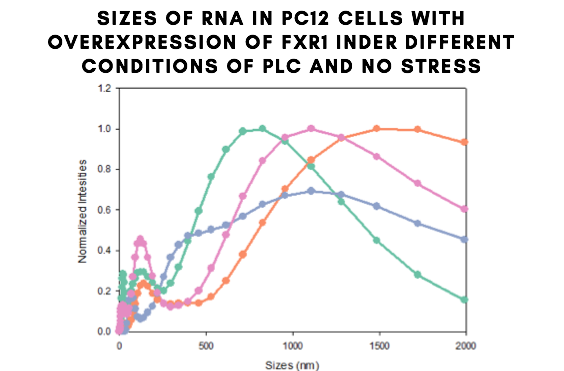 SIZES OF RNA IN PC12 CELLS WITH
OVEREXPRESSION OF FXR1 INDER DIFFERENT
CONDITIONS OF PLC AND NO STRESS
1.2
1.0
0.8
0.6
0.4
0.2
0.0
Normalized Intesities
0
500
1000
1500
2000
Sizes (nm)